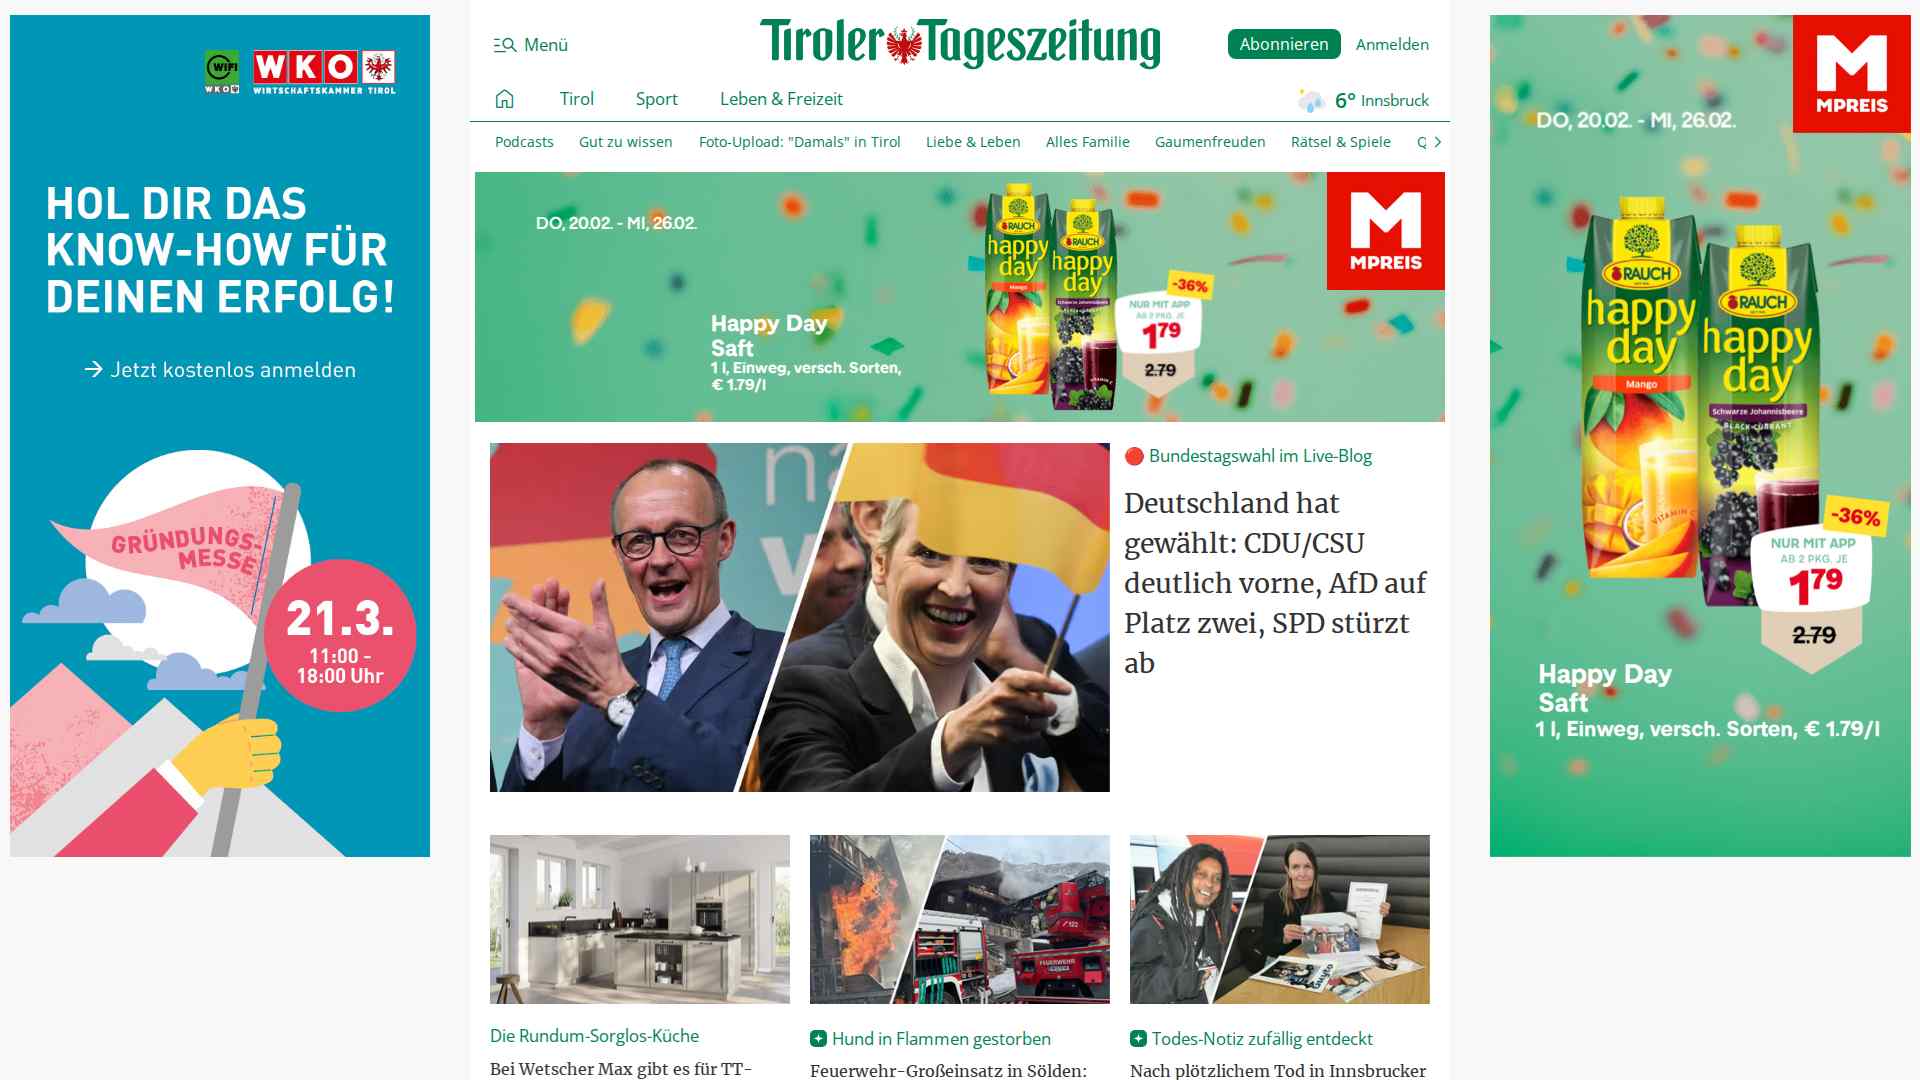 WIFI
WKO
WKO
WIRTSCHAFTSKAMMER TIROL
HOL DIR DAS
KNOW-HOW FÜR
DEINEN ERFOLG!
→ Jetzt kostenlos anmelden
GRÜNDUNGS-
MESSE
21.3.
11:00 –
18:00 Uhr
Menü
Tiroler Tageszeitung
Abonnieren
Anmelden
Tirol
Sport
Leben & Freizeit
6° Innsbruck
Podcasts
Gut zu wissen
Foto-Upload: "Damals" in Tirol
Liebe & Leben
Alles Familie
Gaumenfreuden
Rätsel & Spiele
DO, 20.02. - MI, 26.02.
Happy Day
Saft
1 l, Einweg, versch. Sorten,
€ 1.79/l
RAUCH
happy
day
Mango
RAUCH
happy
day
Schwarze Johannisbeere
-36%
NUR MIT APP
AB 2 PKG. JE
1 79
2.79
M
MPREIS
Bundestagswahl im Live-Blog
Deutschland hat
gewählt: CDU/CSU
deutlich vorne, AfD auf
Platz zwei, SPD stürzt
ab
Die Rundum-Sorglos-Küche
Bei Wetscher Max gibt es für TT-
FEUERWEHR
Hund in Flammen gestorben
Feuerwehr-Großeinsatz in Sölden:
Todes-Notiz zufällig entdeckt
Nach plötzlichem Tod in Innsbrucker
M
MPREIS
DO, 20.02. - MI, 26.02.
RAUCH
happy
day
Mango
VITAMIN C
RAUCH
happy
day
Schwarze Johannisbeere
BLACK CURRANT
-36%
NUR MIT APP
AB 2 PKG. JE
1 79
2.79
Happy Day
Saft
1 l, Einweg, versch. Sorten, € 1.79/l